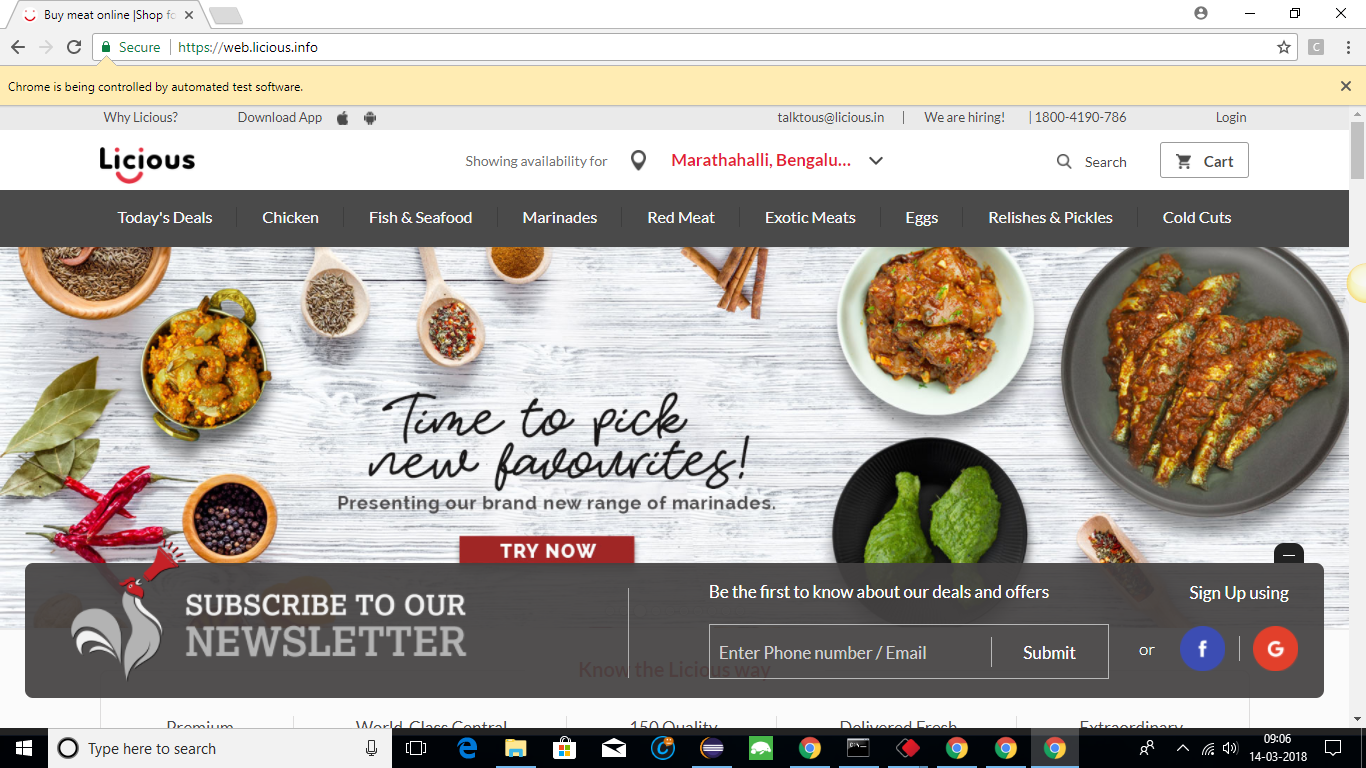 Buy meat online |Shop fo
Secure https://web.licious.info
C
Chrome is being controlled by automated test software.
Why Licious? Download App talktous@licious.in | We are hiring! | 1800-4190-786 Login
Licious Showing availability for Marathahalli, Bengalu... Search Cart
Today's Deals Chicken Fish & Seafood Marinades Red Meat Exotic Meats Eggs Relishes & Pickles Cold Cuts
Time to pick
new favourites!
Presenting our brand new range of marinades.
TRY NOW
SUBSCRIBE TO OUR
NEWSLETTER
Be the first to know about our deals and offers
Sign Up using
Enter Phone number / Email Submit or f G
Know the Licious way
Premium World-Class Central 150 Quality Delivered Fresh Extraordinary
Type here to search
09:06
14-03-2018